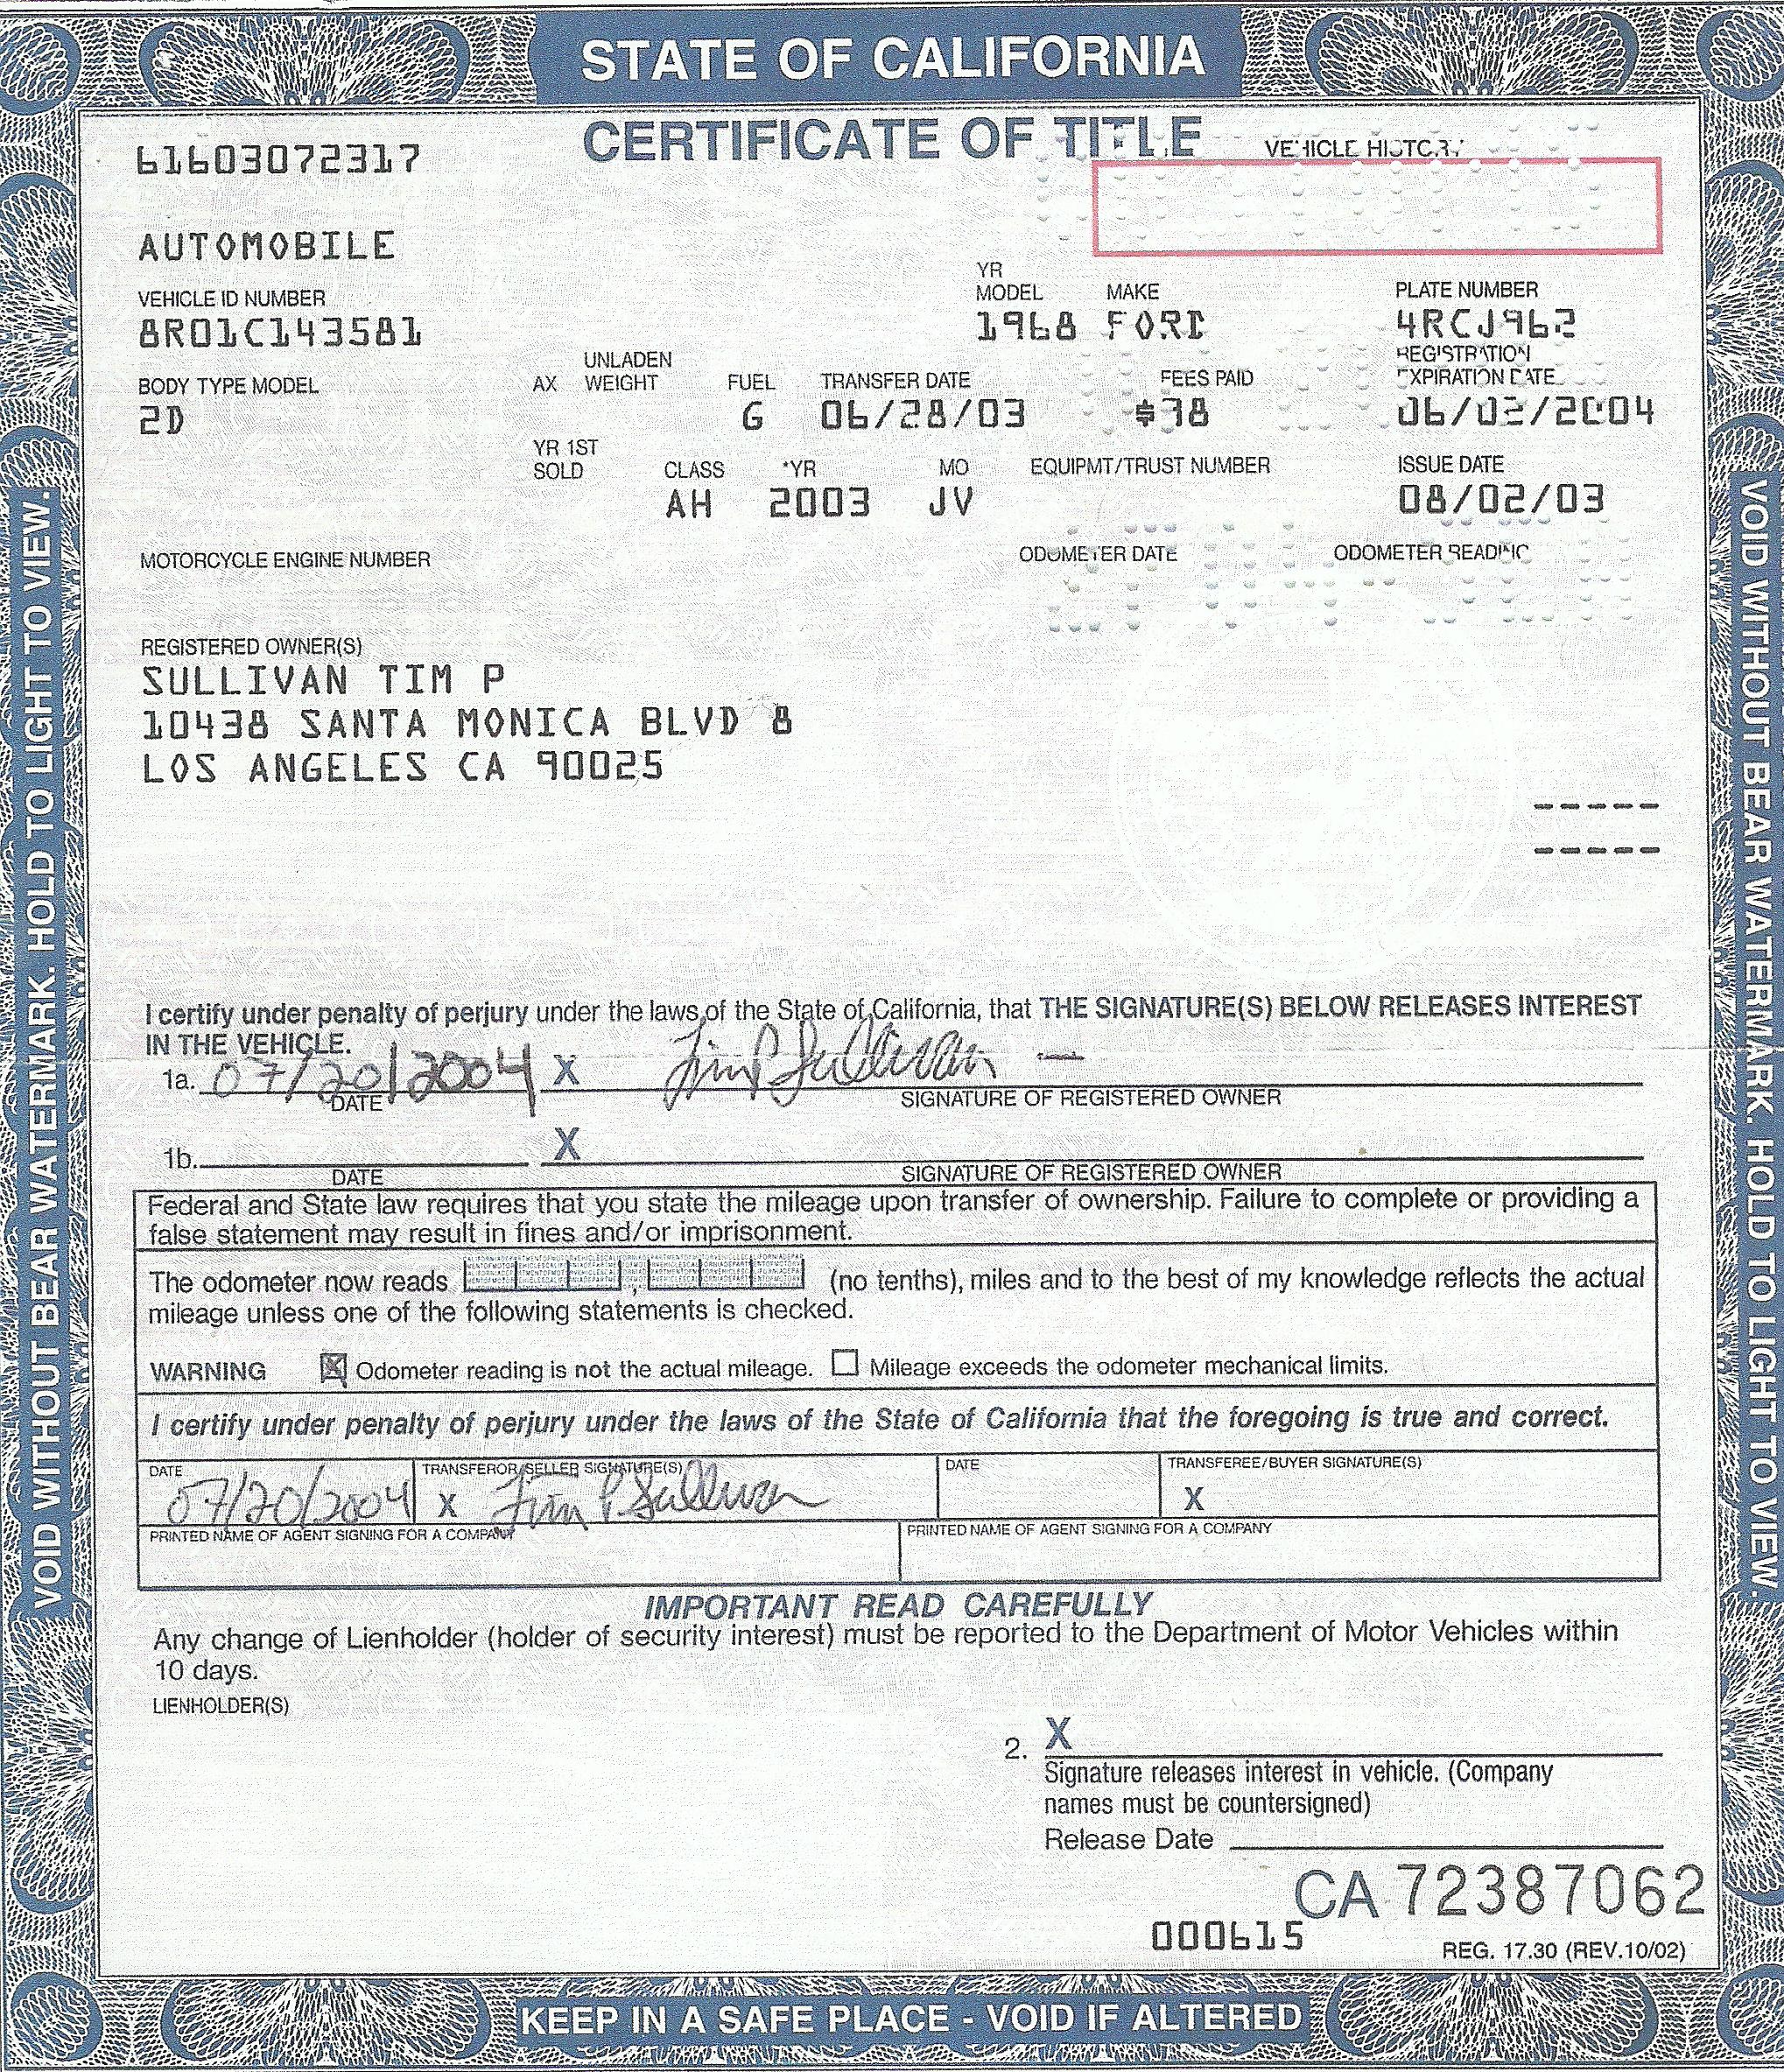 STATE OF CALIFORNIA
CERTIFICATE OF TITLE
61603072317
VEHICLE HISTORY
AUTOMOBILE
VEHICLE ID NUMBER
YR MODEL MAKE PLATE NUMBER
8R01C143581 1968 FORD 4RCJ962
BODY TYPE MODEL AX UNLADEN WEIGHT FUEL TRANSFER DATE FEES PAID REGISTRATION EXPIRATION DATE
2D G 06/28/03 06/02/2004
YR 1ST SOLD CLASS *YR MO EQUIPMT/TRUST NUMBER ISSUE DATE
AH 2003 JV 08/02/03
MOTORCYCLE ENGINE NUMBER ODOMETER DATE ODOMETER READING
REGISTERED OWNER(S)
SULLIVAN TIM P
10438 SANTA MONICA BLVD 8
LOS ANGELES CA 90025
-----
-----
I certify under penalty of perjury under the laws of the State of California, that THE SIGNATURE(S) BELOW RELEASES INTEREST
IN THE VEHICLE.
1a. 07/20/2004 X Tim P Sullivan
DATE SIGNATURE OF REGISTERED OWNER
1b. X
DATE SIGNATURE OF REGISTERED OWNER
Federal and State law requires that you state the mileage upon transfer of ownership. Failure to complete or providing a
false statement may result in fines and/or imprisonment.
The odometer now reads , (no tenths), miles and to the best of my knowledge reflects the actual
mileage unless one of the following statements is checked.
WARNING Odometer reading is not the actual mileage. Mileage exceeds the odometer mechanical limits.
I certify under penalty of perjury under the laws of the State of California that the foregoing is true and correct.
DATE TRANSFEROR/SELLER SIGNATURE(S) DATE TRANSFEREE/BUYER SIGNATURE(S)
07/20/2004 X Tim P. Sullivan X
PRINTED NAME OF AGENT SIGNING FOR A COMPANY PRINTED NAME OF AGENT SIGNING FOR A COMPANY
IMPORTANT READ CAREFULLY
Any change of Lienholder (holder of security interest) must be reported to the Department of Motor Vehicles within
10 days.
LIENHOLDER(S)
2. X
Signature releases interest in vehicle. (Company
names must be countersigned)
Release Date
CA 72387062
000615
REG. 17.30 (REV.10/02)
KEEP IN A SAFE PLACE - VOID IF ALTERED
VOID WITHOUT BEAR WATERMARK. HOLD TO LIGHT TO VIEW.
VOID WITHOUT BEAR WATERMARK. HOLD TO LIGHT TO VIEW.